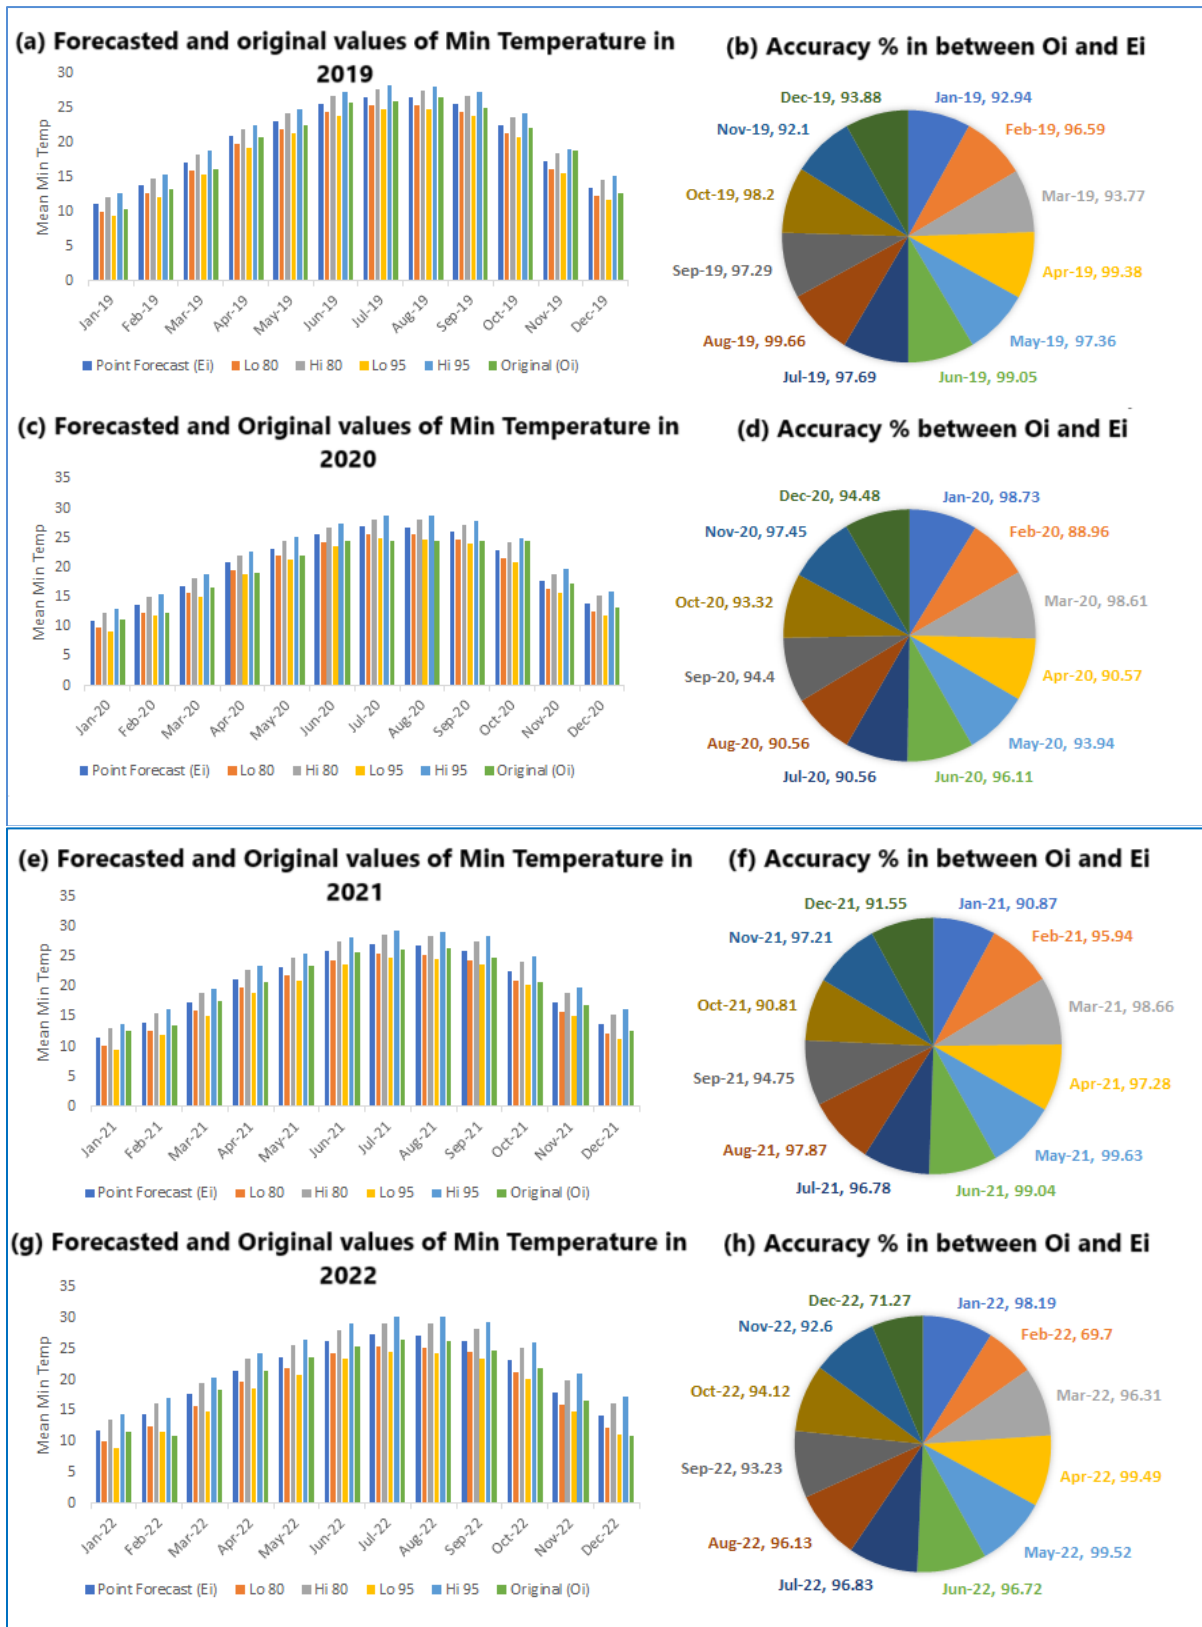 (a) Forecasted and original values of Min Temperature in
2019
30
25
20
15
10
5
0
Mean Min Temp
Jan-19
Feb-19
Mar-19
Apr-19
May-19
Jun-19
Jul-19
Aug-19
Sep-19
Oct-19
Nov-19
Dec-19
Point Forecast (Ei) Lo 80 Hi 80 Lo 95 Hi 95 Original (Oi)
(b) Accuracy % in between Oi and Ei
Jan-19, 92.94
Feb-19, 96.59
Mar-19, 93.77
Apr-19, 99.38
May-19, 97.36
Jun-19, 99.05
Jul-19, 97.69
Aug-19, 99.66
Sep-19, 97.29
Oct-19, 98.2
Nov-19, 92.1
Dec-19, 93.88
(c) Forecasted and Original values of Min Temperature in
2020
35
30
25
20
15
10
5
0
Mean Min Temp
Jan-20
Feb-20
Mar-20
Apr-20
May-20
Jun-20
Jul-20
Aug-20
Sep-20
Oct-20
Nov-20
Dec-20
Point Forecast (Ei) Lo 80 Hi 80 Lo 95 Hi 95 Original (Oi)
(d) Accuracy % between Oi and Ei
Jan-20, 98.73
Feb-20, 88.96
Mar-20, 98.61
Apr-20, 90.57
May-20, 93.94
Jun-20, 96.11
Jul-20, 90.56
Aug-20, 90.56
Sep-20, 94.4
Oct-20, 93.32
Nov-20, 97.45
Dec-20, 94.48
(e) Forecasted and Original values of Min Temperature in
2021
35
30
25
20
15
10
5
0
Mean Min Temp
Jan-21
Feb-21
Mar-21
Apr-21
May-21
Jun-21
Jul-21
Aug-21
Sep-21
Oct-21
Nov-21
Dec-21
Point Forecast (Ei) Lo 80 Hi 80 Lo 95 Hi 95 Original (Oi)
(f) Accuracy % in between Oi and Ei
Jan-21, 90.87
Feb-21, 95.94
Mar-21, 98.66
Apr-21, 97.28
May-21, 99.63
Jun-21, 99.04
Jul-21, 96.78
Aug-21, 97.87
Sep-21, 94.75
Oct-21, 90.81
Nov-21, 97.21
Dec-21, 91.55
(g) Forecasted and Original values of Min Temperature in
2022
35
30
25
20
15
10
5
0
Mean Min Temp
Jan-22
Feb-22
Mar-22
Apr-22
May-22
Jun-22
Jul-22
Aug-22
Sep-22
Oct-22
Nov-22
Dec-22
Point Forecast (Ei) Lo 80 Hi 80 Lo 95 Hi 95 Original (Oi)
(h) Accuracy % in between Oi and Ei
Jan-22, 98.19
Feb-22, 69.7
Mar-22, 96.31
Apr-22, 99.49
May-22, 99.52
Jun-22, 96.72
Jul-22, 96.83
Aug-22, 96.13
Sep-22, 93.23
Oct-22, 94.12
Nov-22, 92.6
Dec-22, 71.27